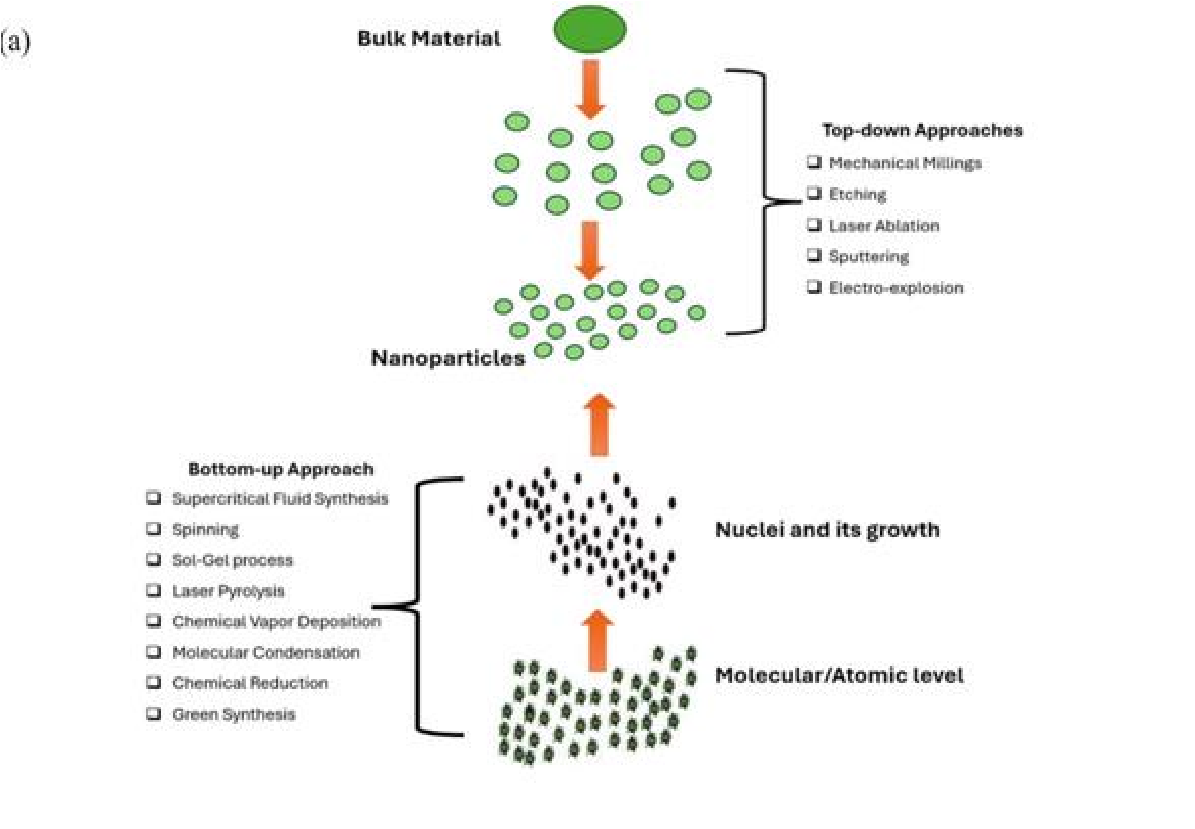 (a)
Bulk Material
Top-down Approaches
❑ Mechanical Millings
❑ Etching
❑ Laser Ablation
❑ Sputtering
❑ Electro-explosion
Nanoparticles
Bottom-up Approach
❑ Supercritical Fluid Synthesis
❑ Spinning
❑ Sol-Gel process
❑ Laser Pyrolysis
❑ Chemical Vapor Deposition
❑ Molecular Condensation
❑ Chemical Reduction
❑ Green Synthesis
Nuclei and its growth
Molecular/Atomic level